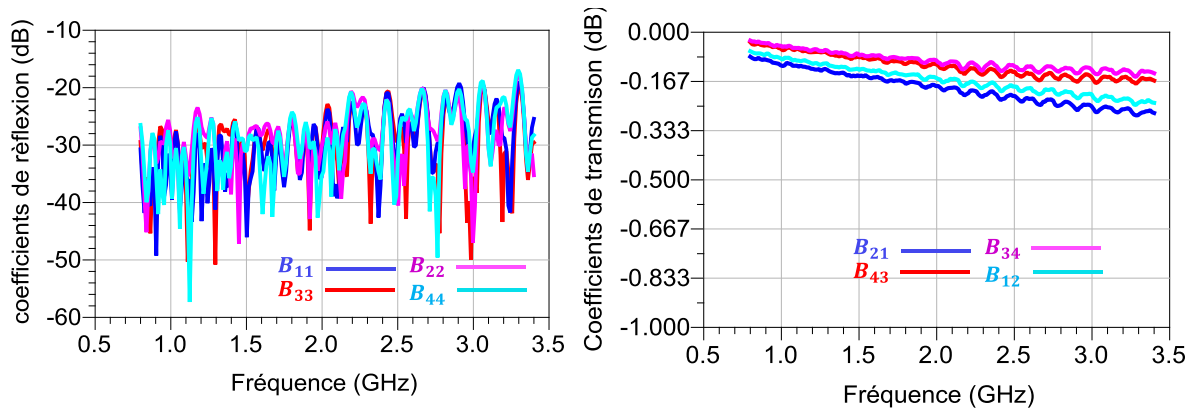 coefficients de rèflexion (dB)
-10
-20
-30
-40
-50
-60
B11
B22
B33
B44
0.5 1.0 1.5 2.0 2.5 3.0 3.5
Fréquence (GHz)
Coefficients de transmison (dB)
0.000
-0.167
-0.333
-0.500
-0.667
-0.833
-1.000
B21
B34
B43
B12
0.5 1.0 1.5 2.0 2.5 3.0 3.5
Fréquence (GHz)